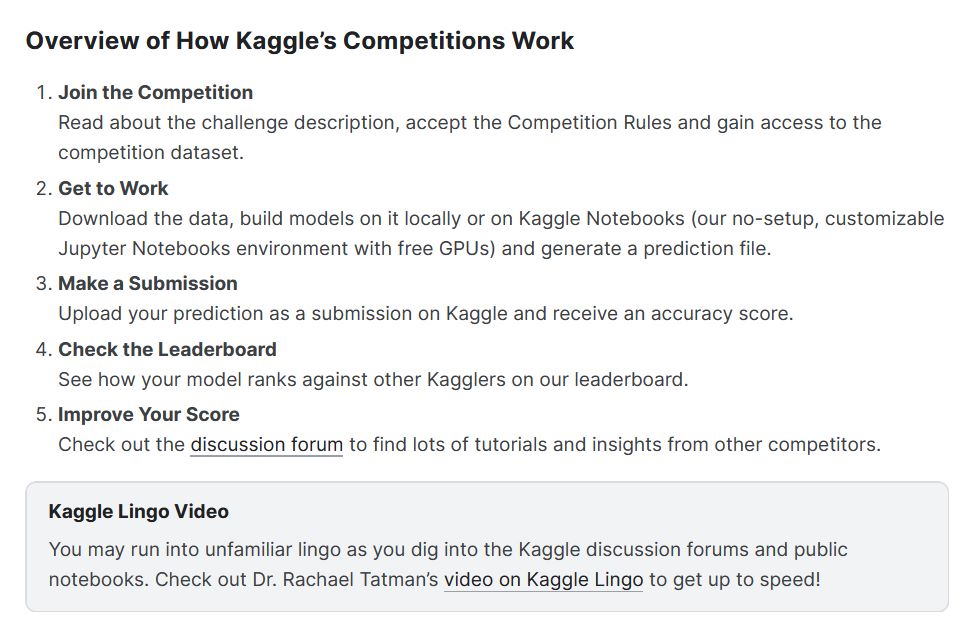 Overview of How Kaggle’s Competitions Work
1. Join the Competition
Read about the challenge description, accept the Competition Rules and gain access to the
competition dataset.
2. Get to Work
Download the data, build models on it locally or on Kaggle Notebooks (our no-setup, customizable
Jupyter Notebooks environment with free GPUs) and generate a prediction file.
3. Make a Submission
Upload your prediction as a submission on Kaggle and receive an accuracy score.
4. Check the Leaderboard
See how your model ranks against other Kagglers on our leaderboard.
5. Improve Your Score
Check out the discussion forum to find lots of tutorials and insights from other competitors.
Kaggle Lingo Video
You may run into unfamiliar lingo as you dig into the Kaggle discussion forums and public
notebooks. Check out Dr. Rachael Tatman’s video on Kaggle Lingo to get up to speed!